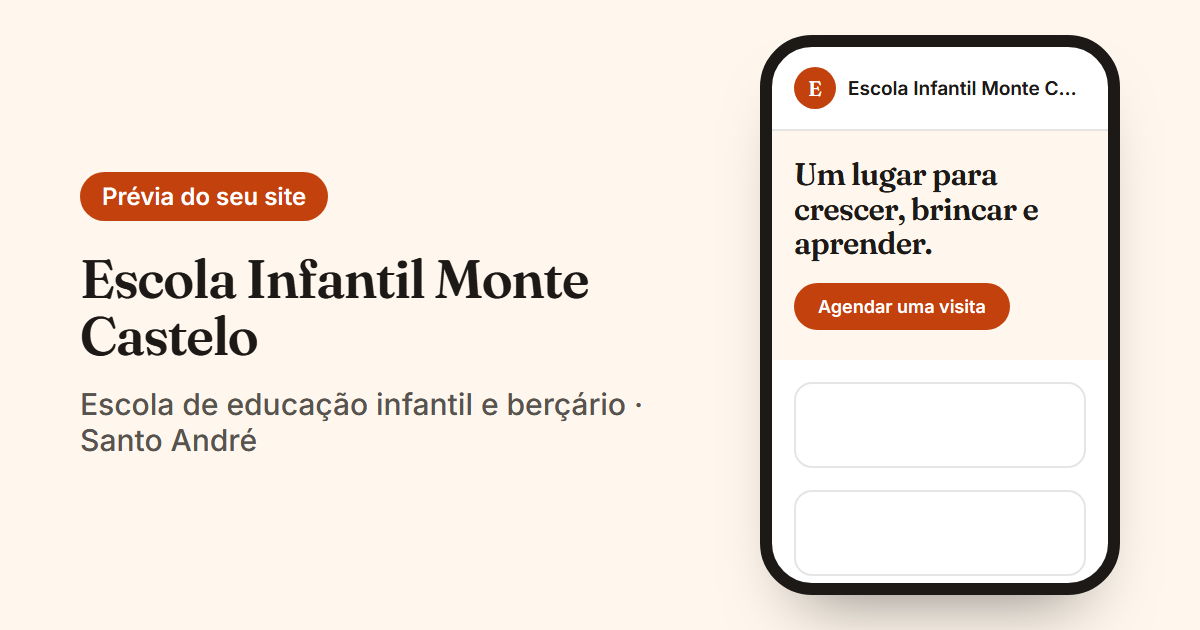 Prévia do seu site
Escola Infantil Monte
Castelo
Escola de educação infantil e berçário ·
Santo André
E
Escola Infantil Monte C...
Um lugar para
crescer, brincar e
aprender.
Agendar uma visita